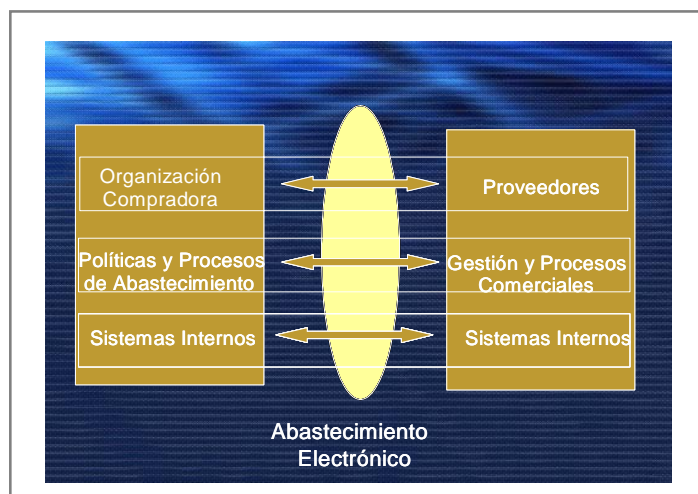 Organización
Compradora
Proveedores
Políticas y Procesos
de Abastecimiento
Gestión y Procesos
Comerciales
Sistemas Internos
Sistemas Internos
Abastecimiento
Electrónico